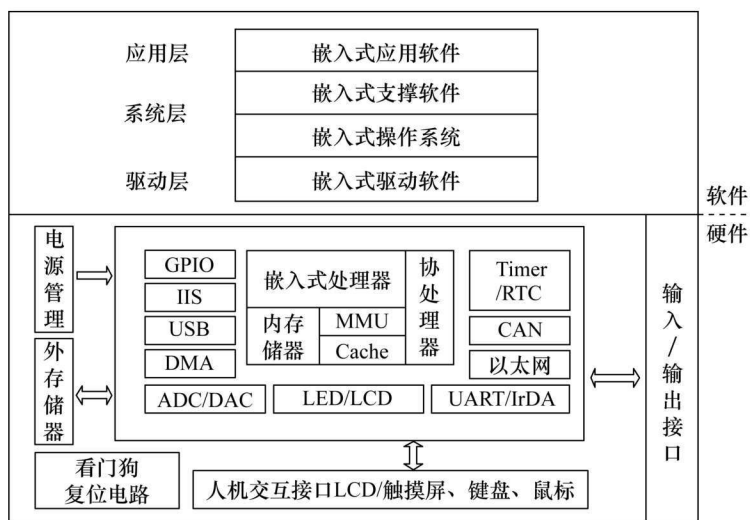 应用层
嵌入式应用软件
系统层
嵌入式支撑软件
嵌入式操作系统
驱动层
嵌入式驱动软件
软件
硬件
电源管理
外存储器
GPIO
IIS
USB
DMA
嵌入式处理器
内存
储器
MMU
Cache
协处理器
Timer
/RTC
CAN
以太网
ADC/DAC
LED/LCD
UART/IrDA
输入/输出接口
看门狗
复位电路
人机交互接口LCD/触摸屏、键盘、鼠标